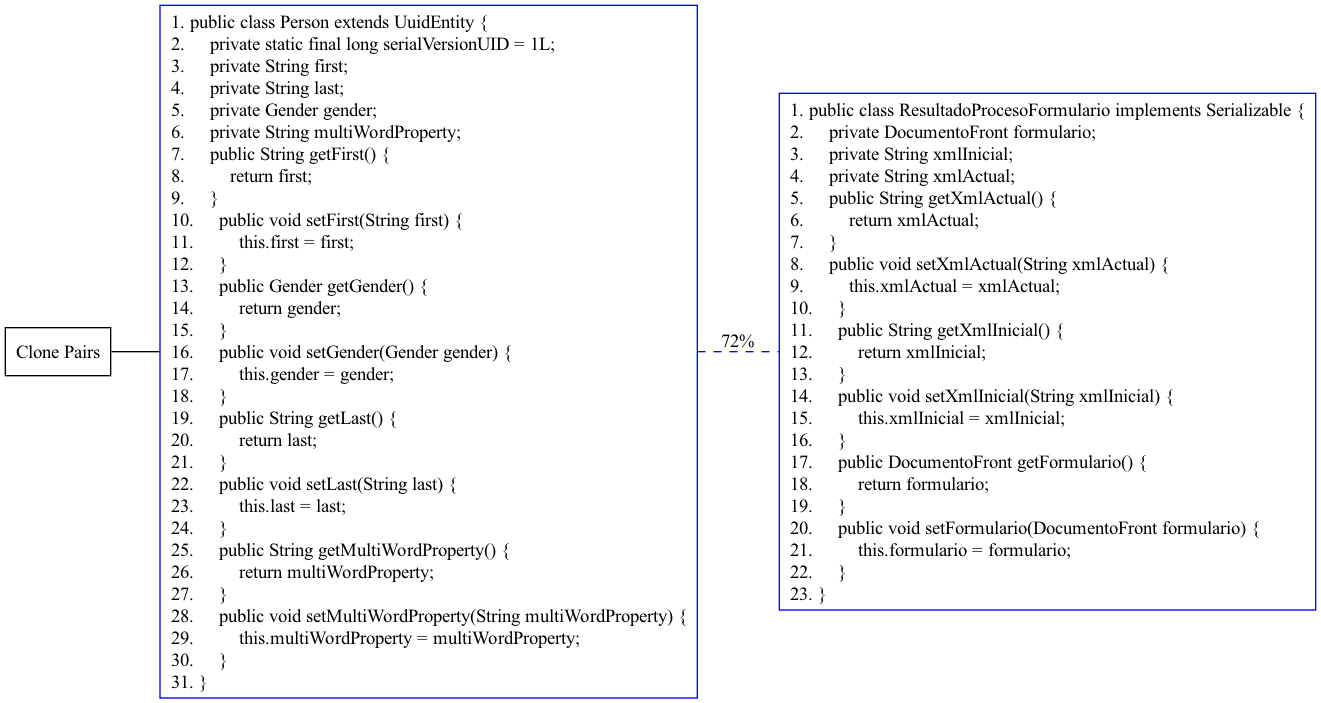 Clone Pairs
1. public class Person extends UuidEntity {
2. private static final long serialVersionUID = 1L;
3. private String first;
4. private String last;
5. private Gender gender;
6. private String multiWordProperty;
7. public String getFirst() {
8. return first;
9. }
10. public void setFirst(String first) {
11. this.first = first;
12. }
13. public Gender getGender() {
14. return gender;
15. }
16. public void setGender(Gender gender) {
17. this.gender = gender;
18. }
19. public String getLast() {
20. return last;
21. }
22. public void setLast(String last) {
23. this.last = last;
24. }
25. public String getMultiWordProperty() {
26. return multiWordProperty;
27. }
28. public void setMultiWordProperty(String multiWordProperty) {
29. this.multiWordProperty = multiWordProperty;
30. }
31. }
72%
1. public class ResultadoProcesoFormulario implements Serializable {
2. private DocumentoFront formulario;
3. private String xmlInicial;
4. private String xmlActual;
5. public String getXmlActual() {
6. return xmlActual;
7. }
8. public void setXmlActual(String xmlActual) {
9. this.xmlActual = xmlActual;
10. }
11. public String getXmlInicial() {
12. return xmlInicial;
13. }
14. public void setXmlInicial(String xmlInicial) {
15. this.xmlInicial = xmlInicial;
16. }
17. public DocumentoFront getFormulario() {
18. return formulario;
19. }
20. public void setFormulario(DocumentoFront formulario) {
21. this.formulario = formulario;
22. }
23. }